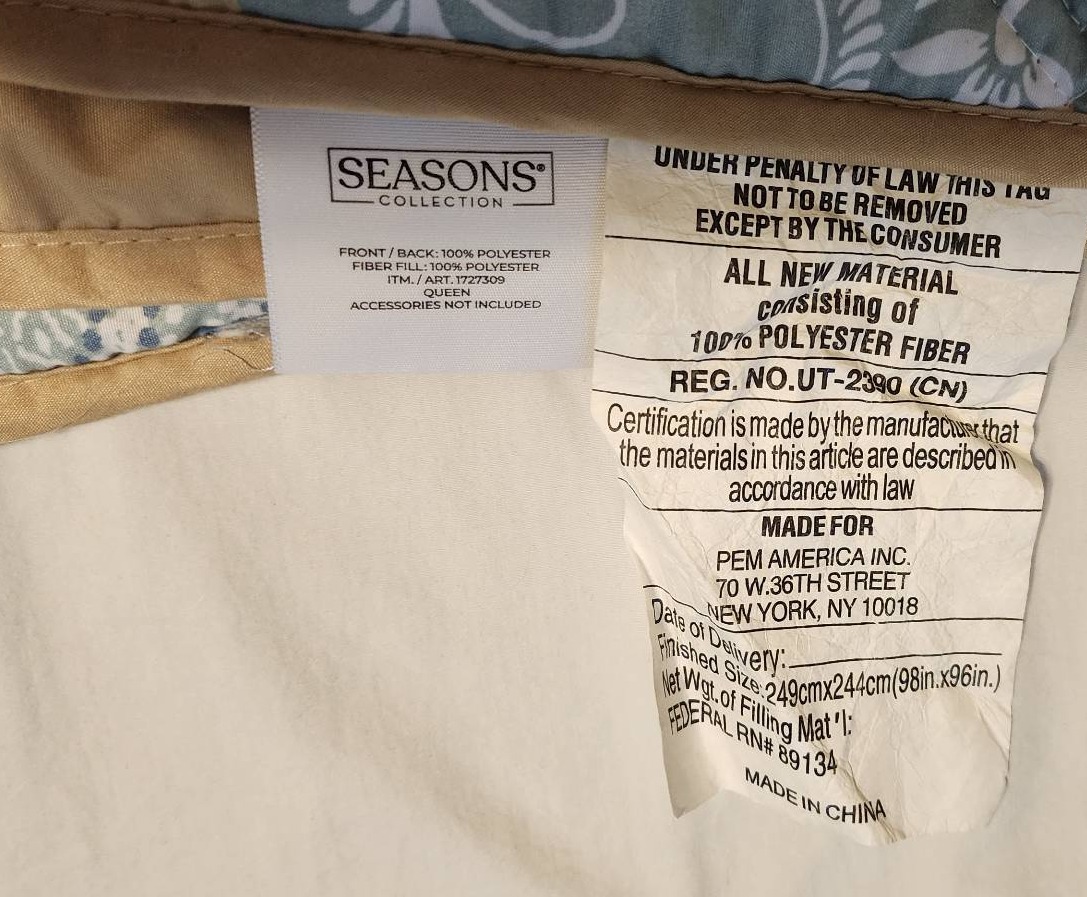 SEASONS®
COLLECTION
FRONT / BACK: 100% POLYESTER
FIBER FILL: 100% POLYESTER
ITM. / ART. 1727309
QUEEN
ACCESSORIES NOT INCLUDED
UNDER PENALTY OF LAW THIS TAG
NOT TO BE REMOVED
EXCEPT BY THE CONSUMER
ALL NEW MATERIAL
consisting of
100% POLYESTER FIBER
REG. NO.UT-2390 (CN)
Certification is made by the manufacturer that
the materials in this article are described in
accordance with law
MADE FOR
PEM AMERICA INC.
70 W.36TH STREET
NEW YORK, NY 10018
Date of Delivery:
Finished Size:249cmx244cm(98in.x96in.)
Net Wgt.of Filling Mat'l:
FEDERAL RN# 89134
MADE IN CHINA